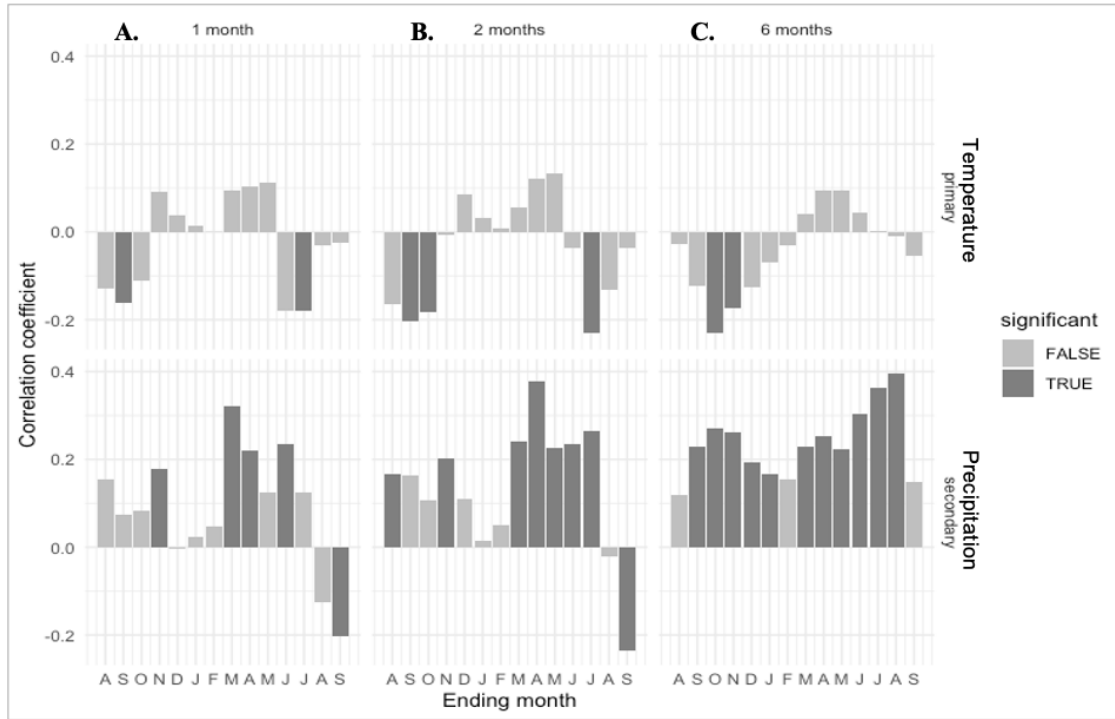 A. 1 month B. 2 months C. 6 months
0.4
0.2
0.0
-0.2
Temperature
primary
0.4
0.2
0.0
-0.2
Precipitation
secondary
Correlation coefficient
significant
FALSE
TRUE
A S O N D J F M A M J J A S A S O N D J F M A M J J A S A S O N D J F M A M J J A S
Ending month